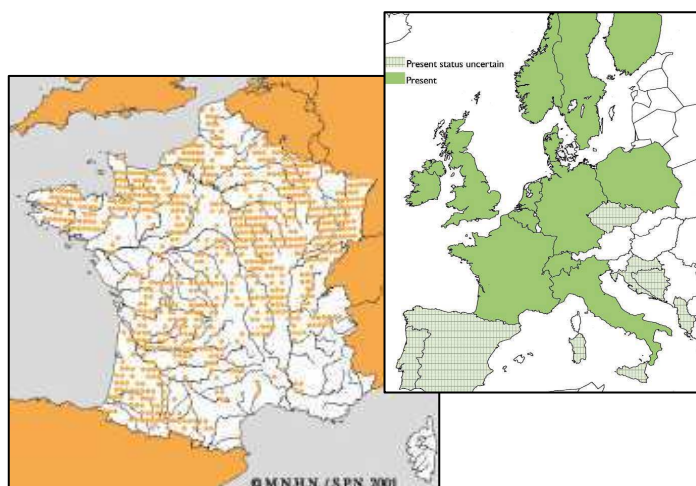 Present status uncertain
Present
© MNHN / SPN 2001